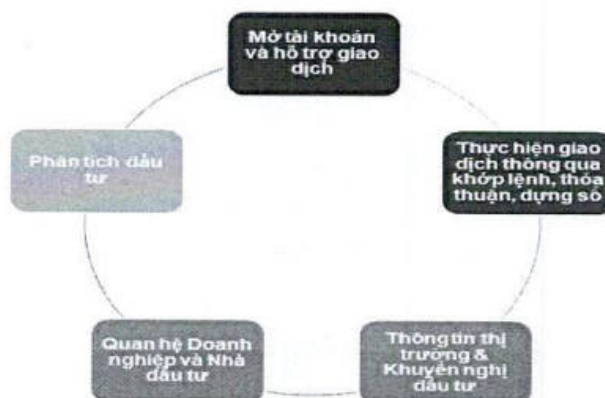 Mở tài khoản
và hỗ trợ giao
dịch
Thực hiện giao
dịch thông qua
khớp lệnh, thỏa
thuận, dựng sổ
Thông tin thị
trường &
Khuyến nghị
đầu tư
Quan hệ Doanh
nghiệp và Nhà
đầu tư
Phân tích đầu
tư